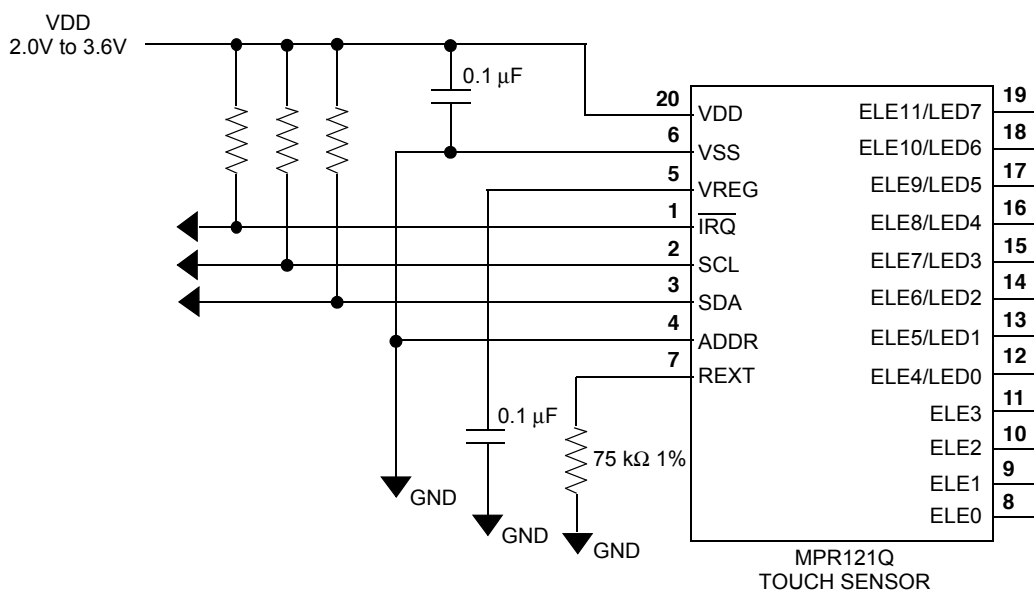 VDD
2.0V to 3.6V
0.1 μF
20 VDD
6 VSS
5 VREG
1 IRQ
2 SCL
3 SDA
4 ADDR
7 REXT
ELE11/LED7 19
ELE10/LED6 18
ELE9/LED5 17
ELE8/LED4 16
ELE7/LED3 15
ELE6/LED2 14
ELE5/LED1 13
ELE4/LED0 12
ELE3 11
ELE2 10
ELE1 9
ELE0 8
0.1 μF
75 kΩ 1%
GND
GND
GND
MPR121Q
TOUCH SENSOR